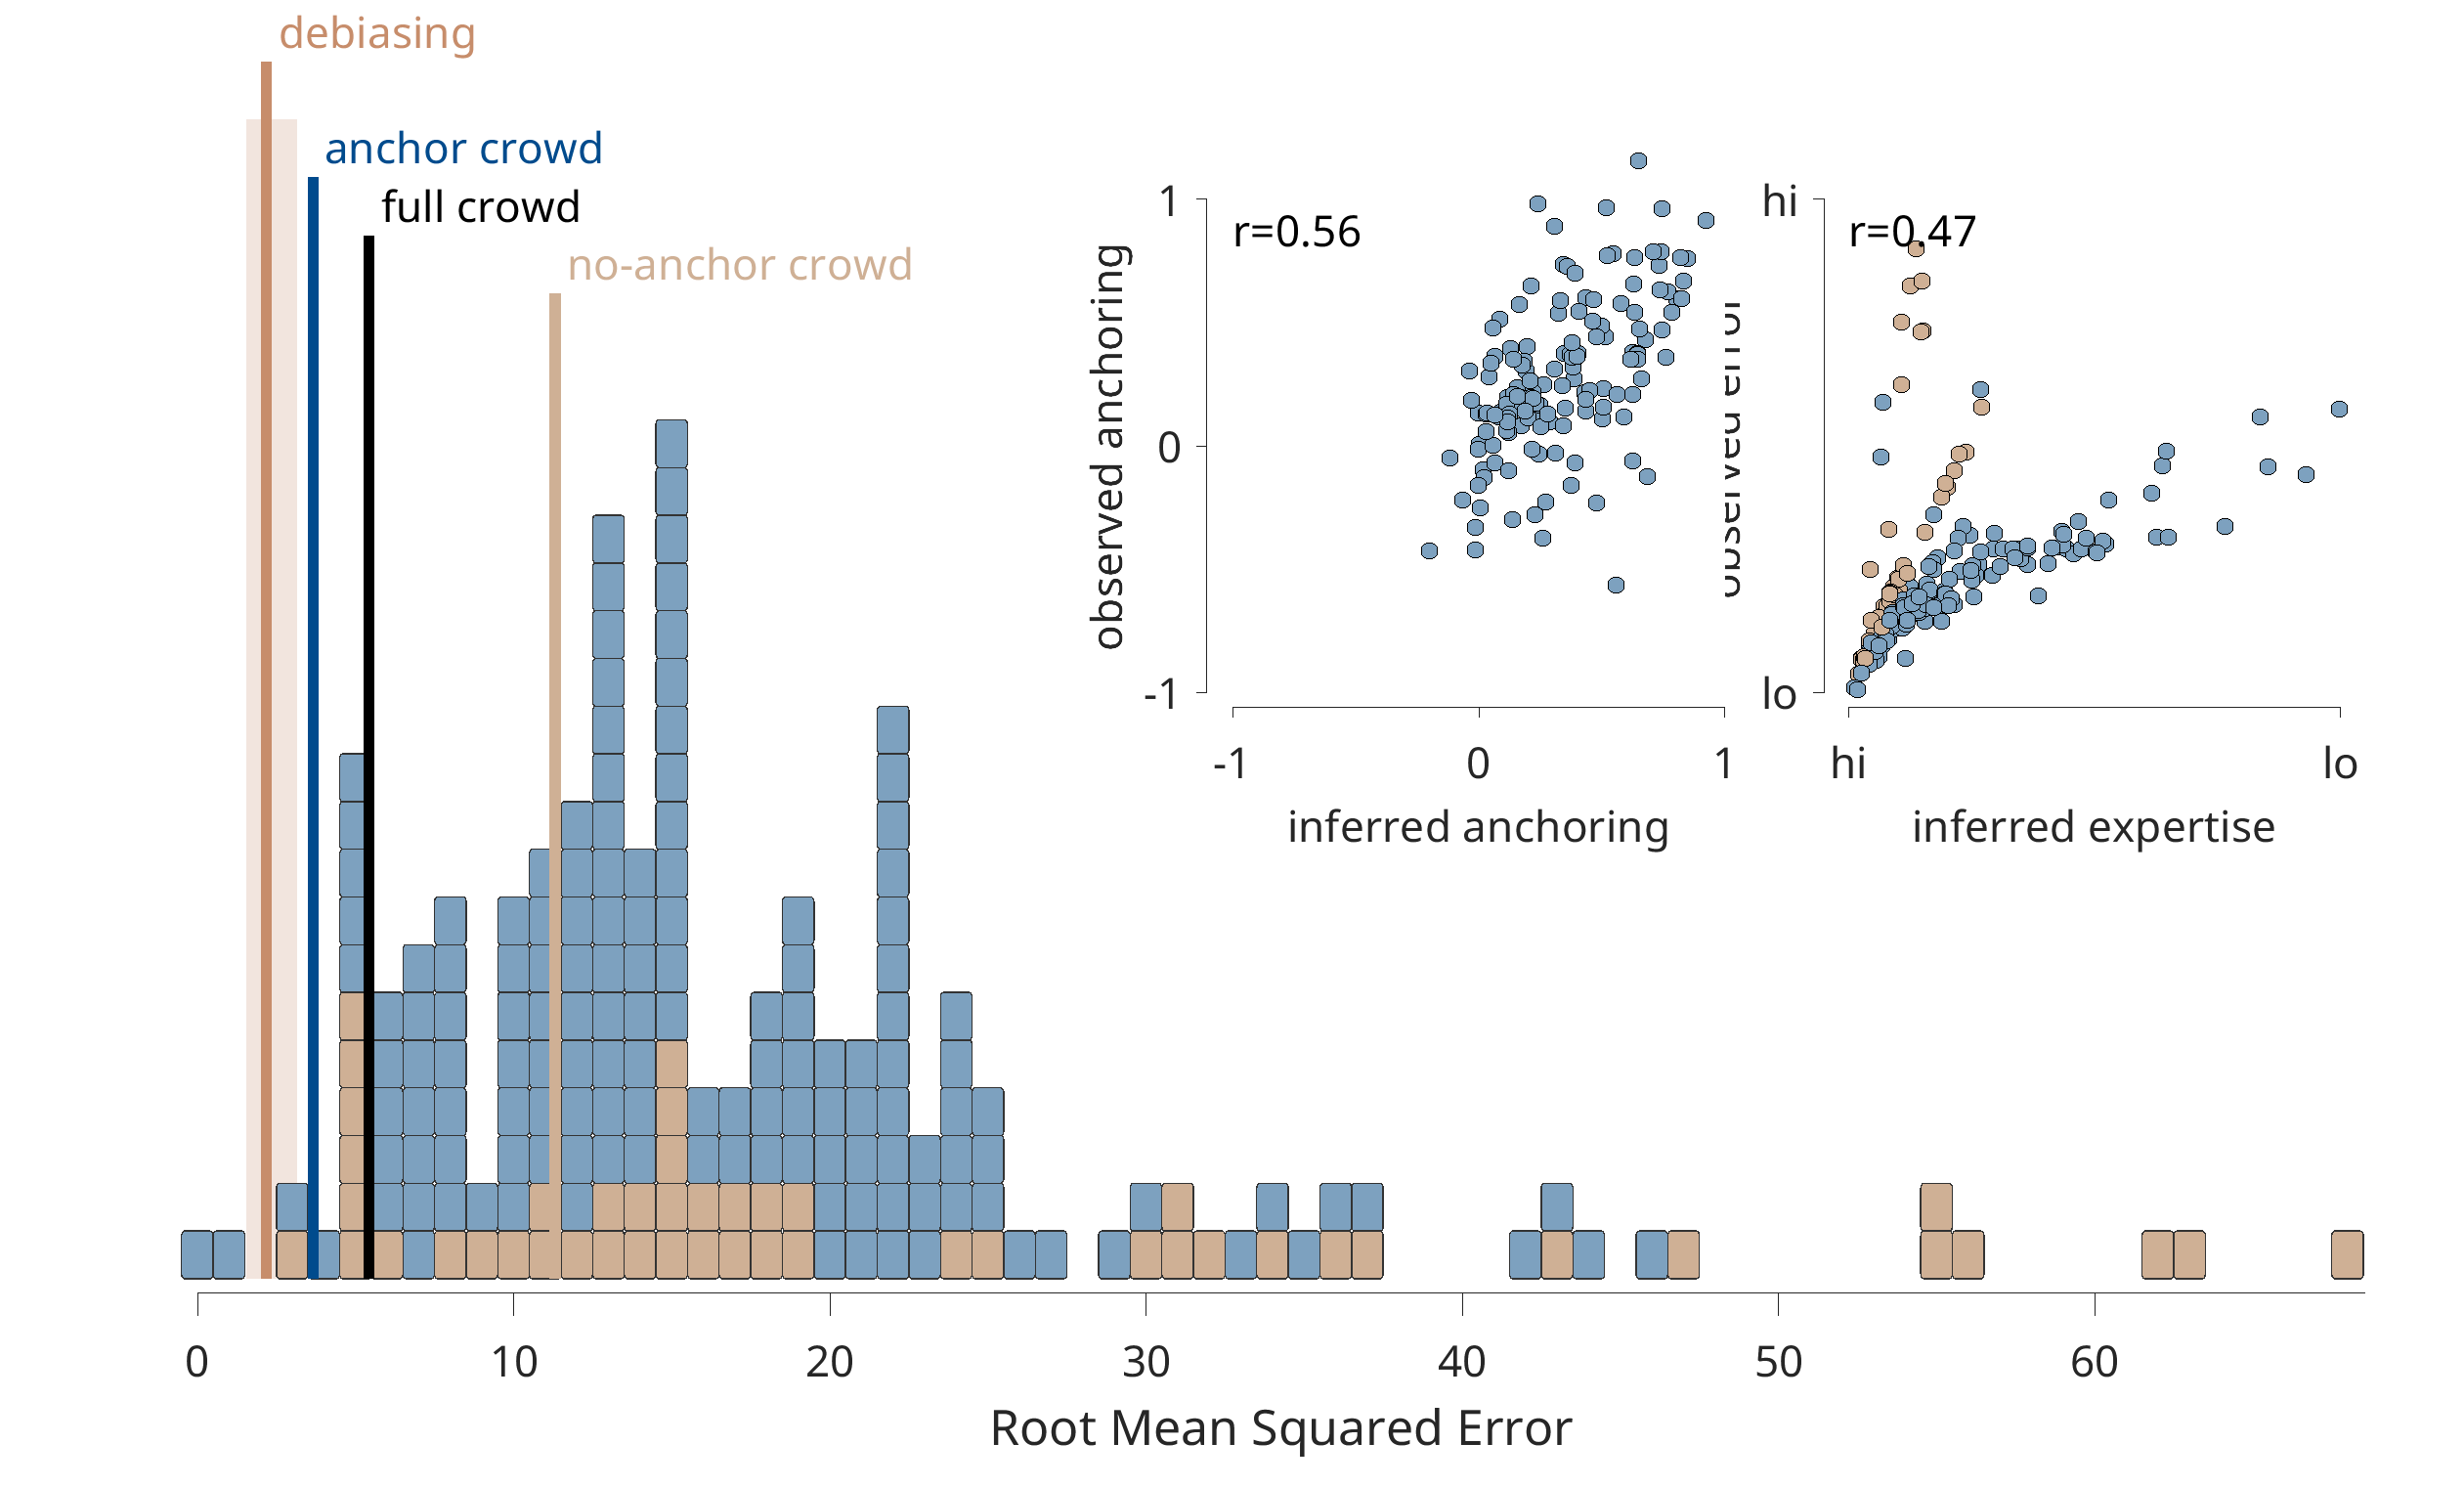 debiasing
anchor crowd
full crowd
no-anchor crowd
1
0
-1
observed anchoring
r=0.56
-1
0
1
inferred anchoring
hi
lo
r=0.47
hi
lo
inferred expertise
0
10
20
30
40
50
60
Root Mean Squared Error